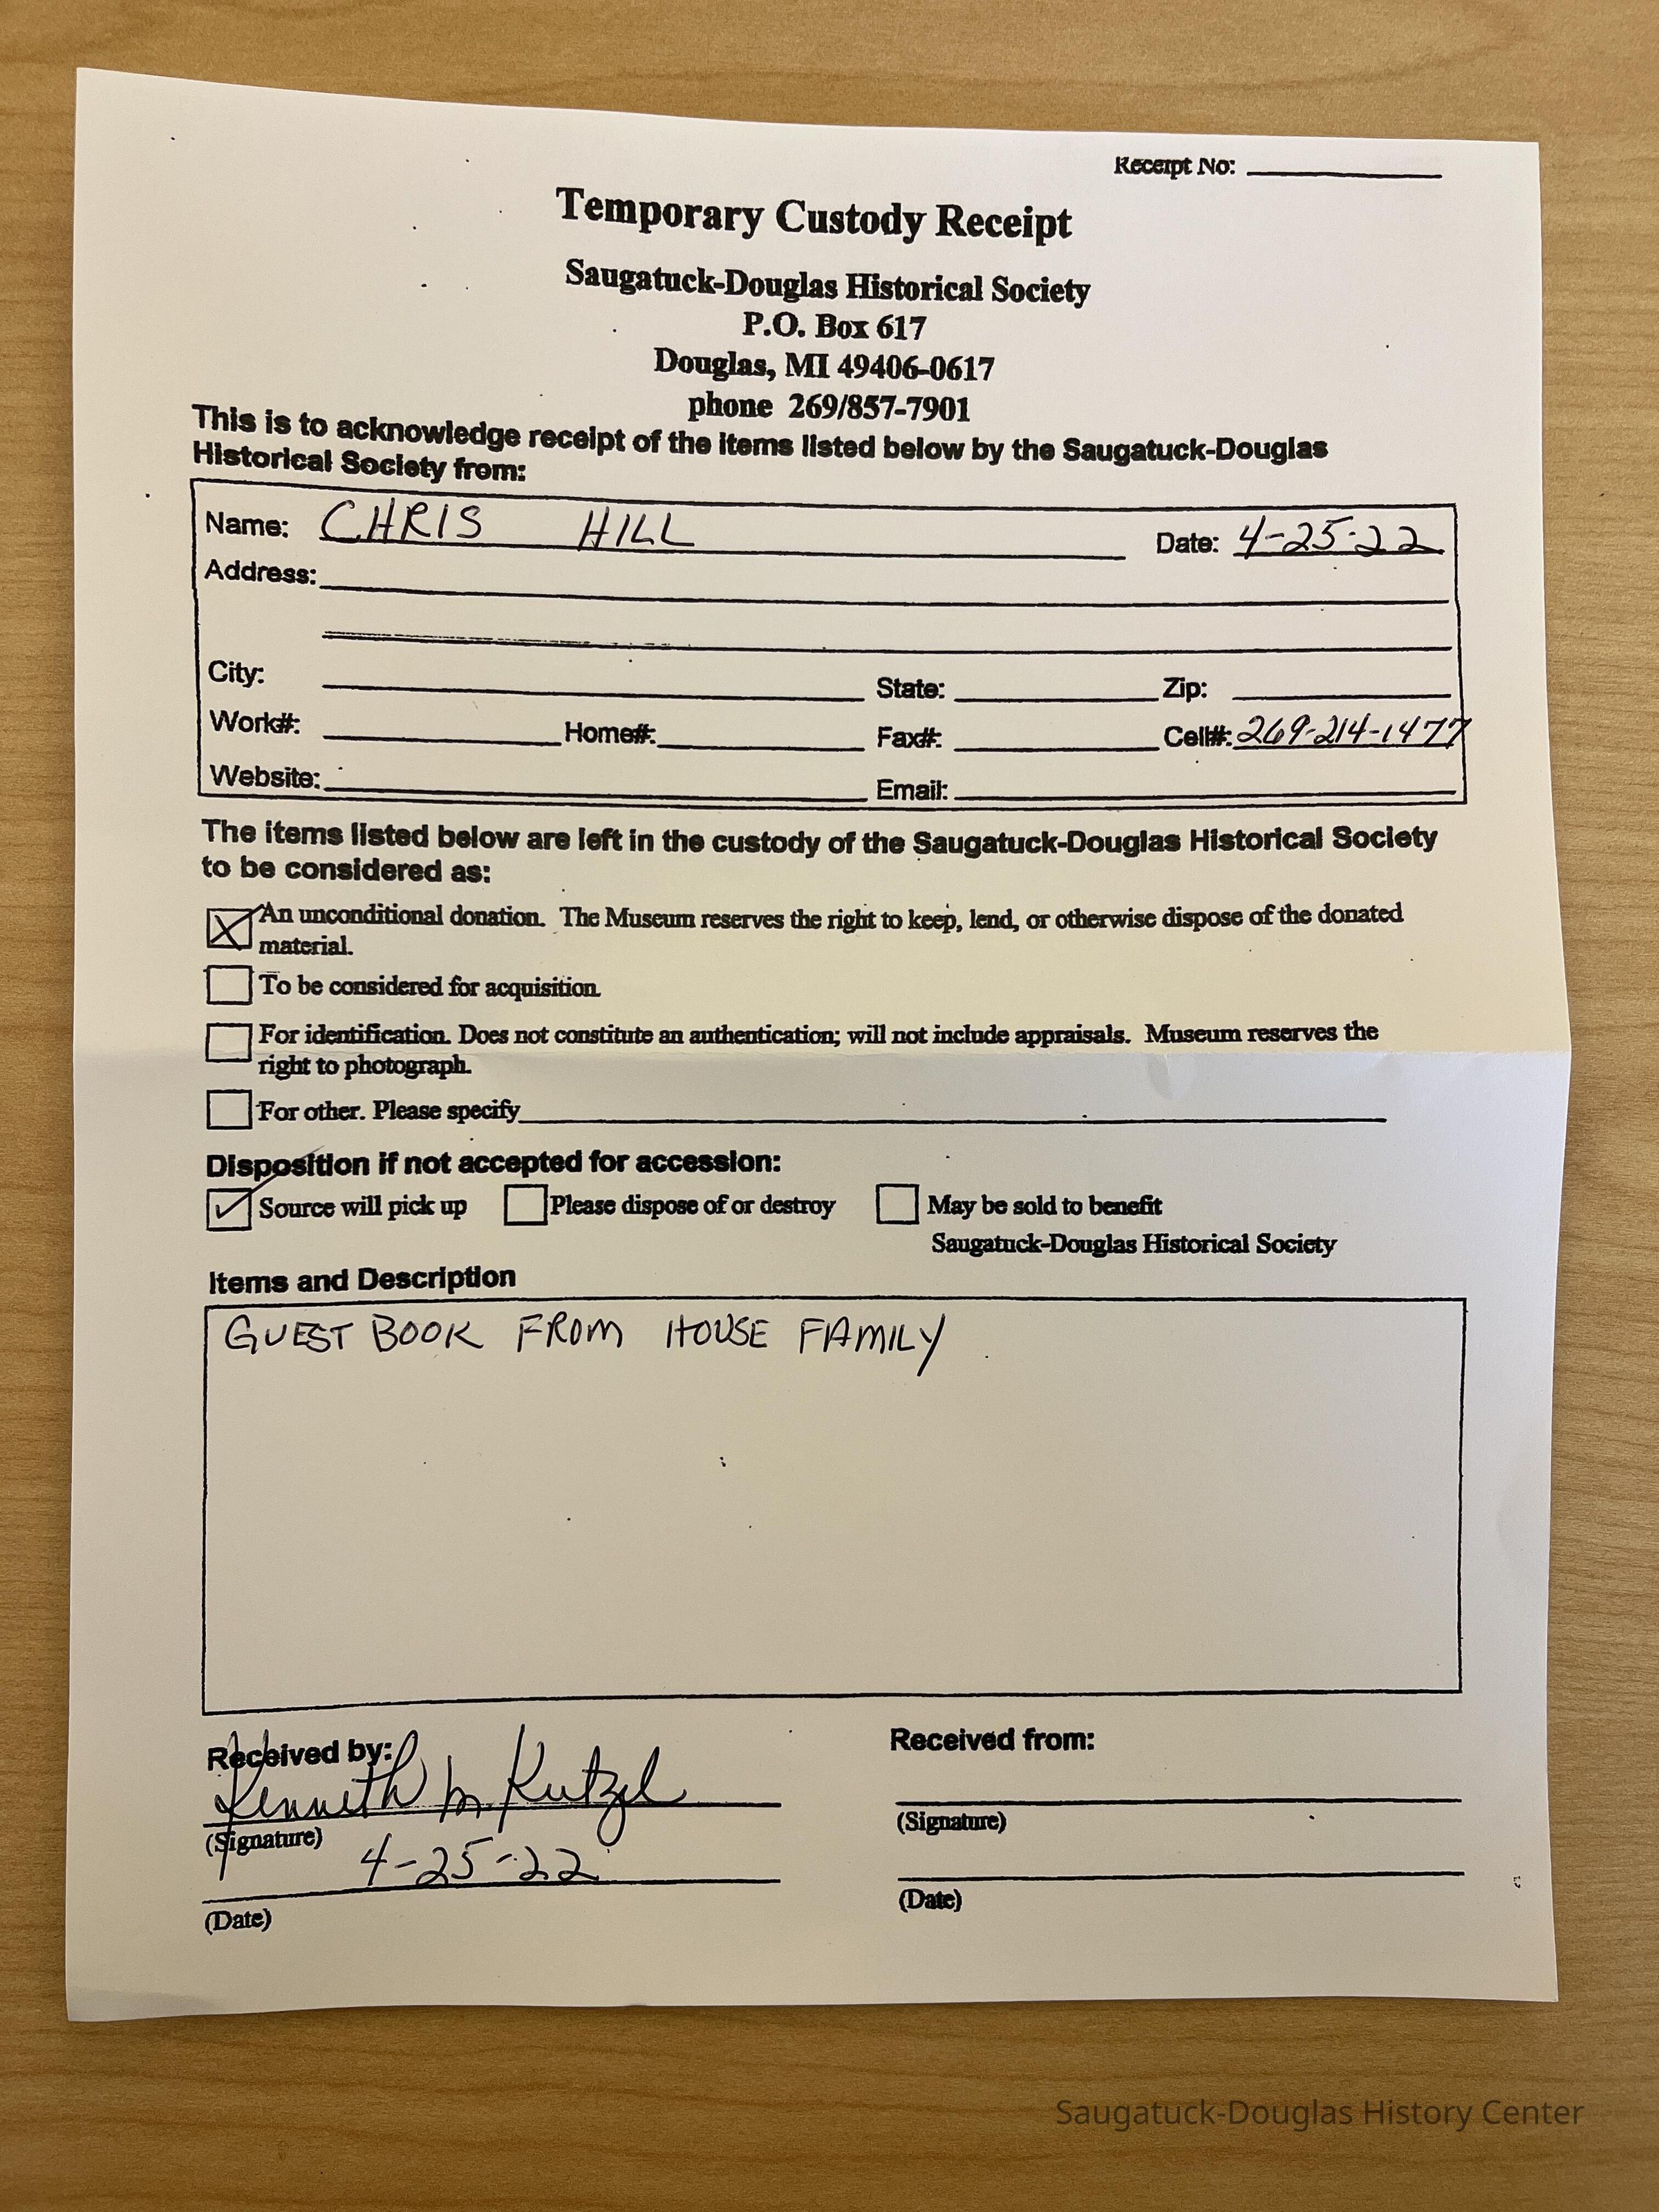 Receipt No:
Temporary Custody Receipt
Saugatuck-Douglas Historical Society
P.O. Box 617
Douglas, MI 49406-0617
phone 269/857-7901
This is to acknowledge receipt of the items listed below by the Saugatuck-Douglas
Historical Society from:
Name: CHRIS HILL Date: 4-25-22
Address:
City: State: Zip:
Work#: Home#: Fax#: Cell#: 269-214-1477
Website: Email:
The items listed below are left in the custody of the Saugatuck-Douglas Historical Society
to be considered as:
An unconditional donation. The Museum reserves the right to keep, lend, or otherwise dispose of the donated
material.
To be considered for acquisition.
For identification. Does not constitute an authentication; will not include appraisals. Museum reserves the
right to photograph.
For other. Please specify
Disposition if not accepted for accession:
Source will pick up Please dispose of or destroy May be sold to benefit
Saugatuck-Douglas Historical Society
Items and Description
GUEST BOOK FROM HOUSE FAMILY
Received by: Received from:
Kenneth M Kutzel
(Signature) (Signature)
4-25-22
(Date) (Date)
Saugatuck-Douglas History Center